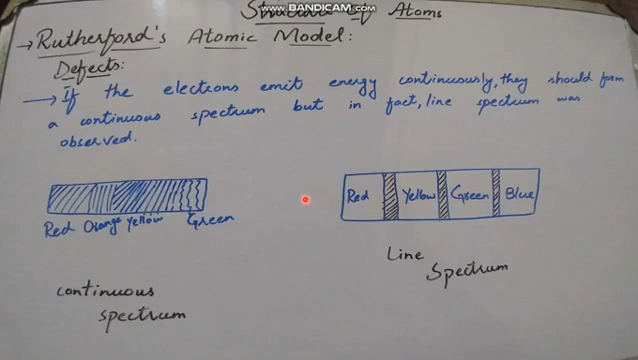 WWW.BANDICAM.COM
Structure of Atoms
→ Rutherford's Atomic Model:
Defects:
→ If the electrons emit energy continuously, they should form
a continuous spectrum but in fact, line spectrum was
observed.
Red Orange Yellow Green
Red Yellow Green Blue
Continuous
spectrum
Line
Spectrum